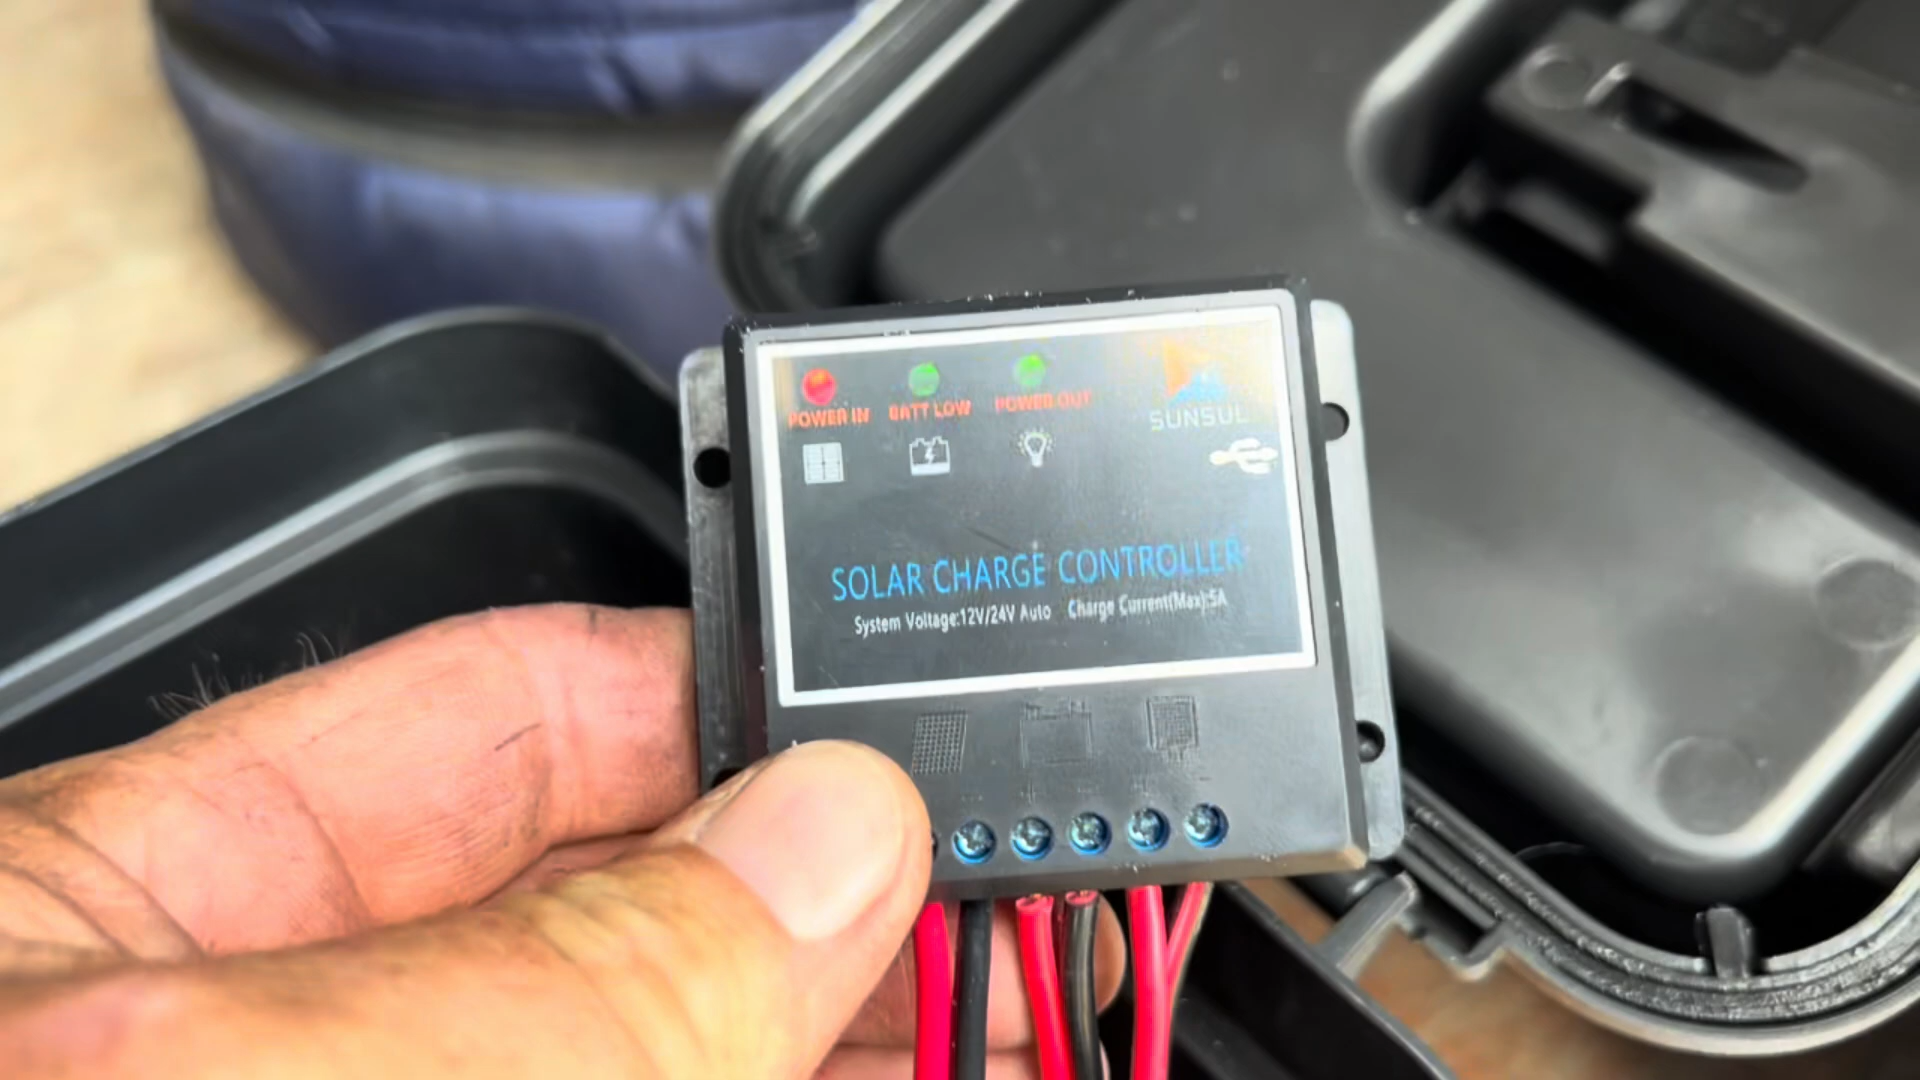 POWER IN BATT LOW POWER OUT
SUNSUL
SOLAR CHARGE CONTROLLER
System Voltage:12V/24V Auto Charge Current(Max):5A